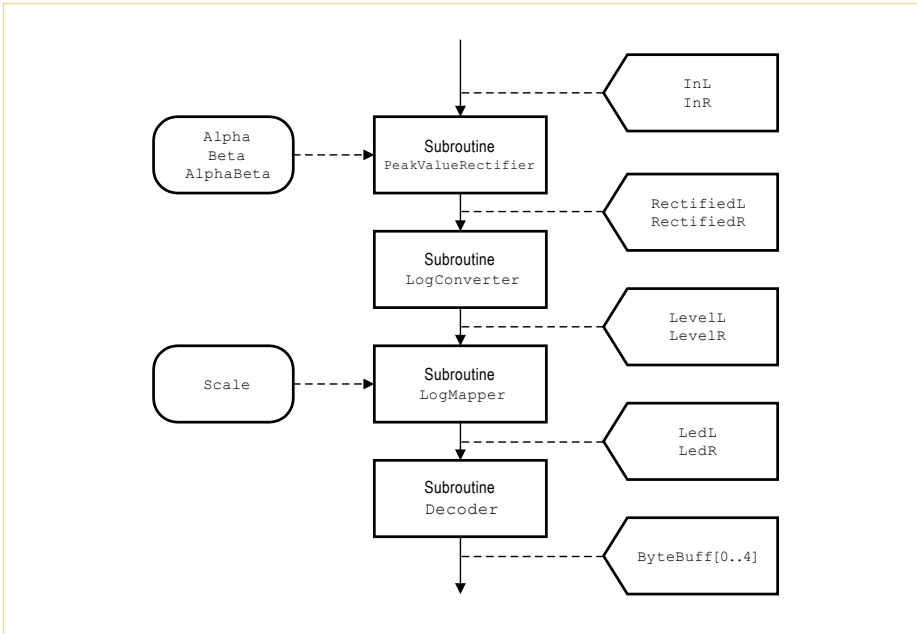 InL
InR
Alpha
Beta
AlphaBeta
Subroutine
PeakValueRectifier
RectifiedL
RectifiedR
Subroutine
LogConverter
LevelL
LevelR
Scale
Subroutine
LogMapper
LedL
LedR
Subroutine
Decoder
ByteBuff[0..4]